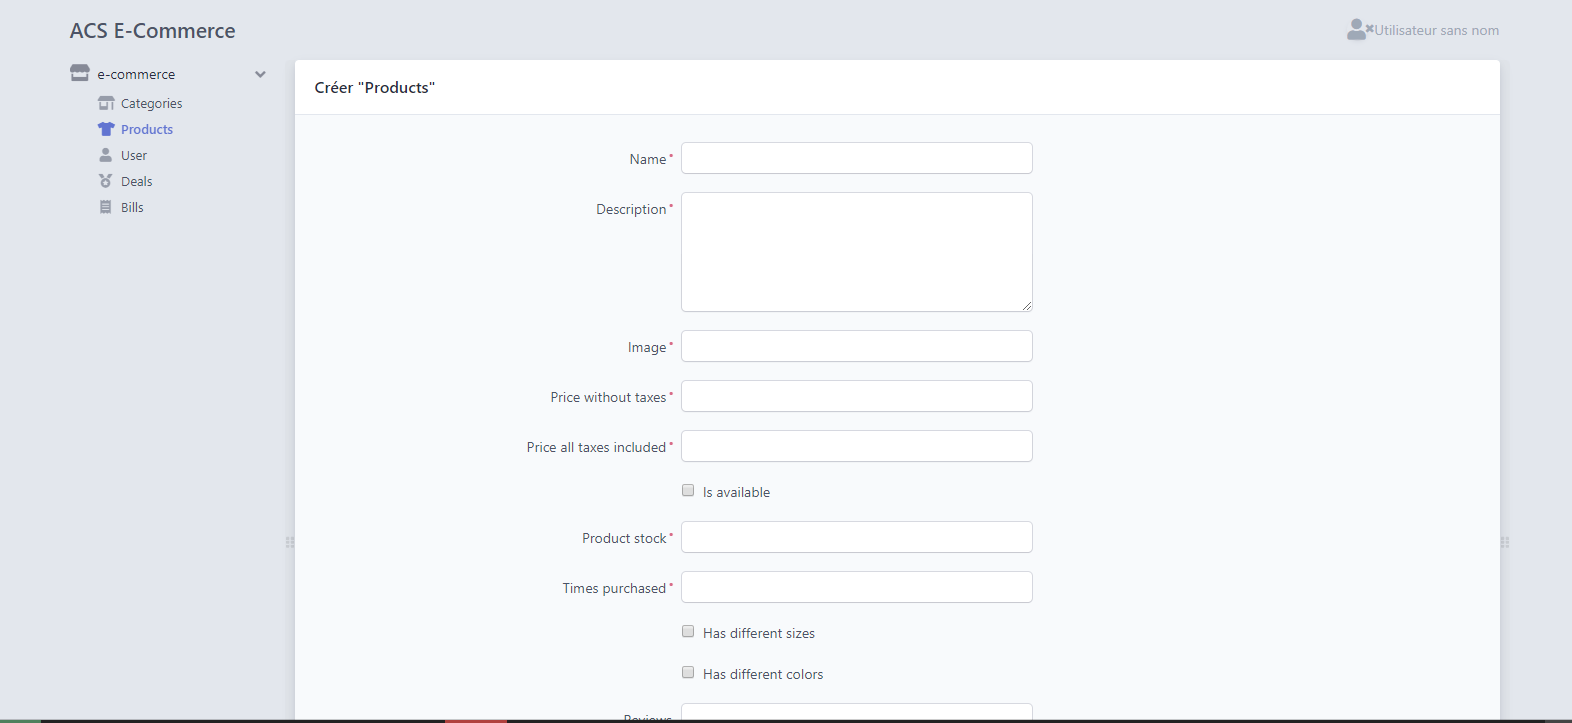 ACS E-Commerce
Utilisateur sans nom
e-commerce
Categories
Products
User
Deals
Bills
Créer "Products"
Name*
Description*
Image*
Price without taxes*
Price all taxes included*
Is available
Product stock*
Times purchased*
Has different sizes
Has different colors
Reviews